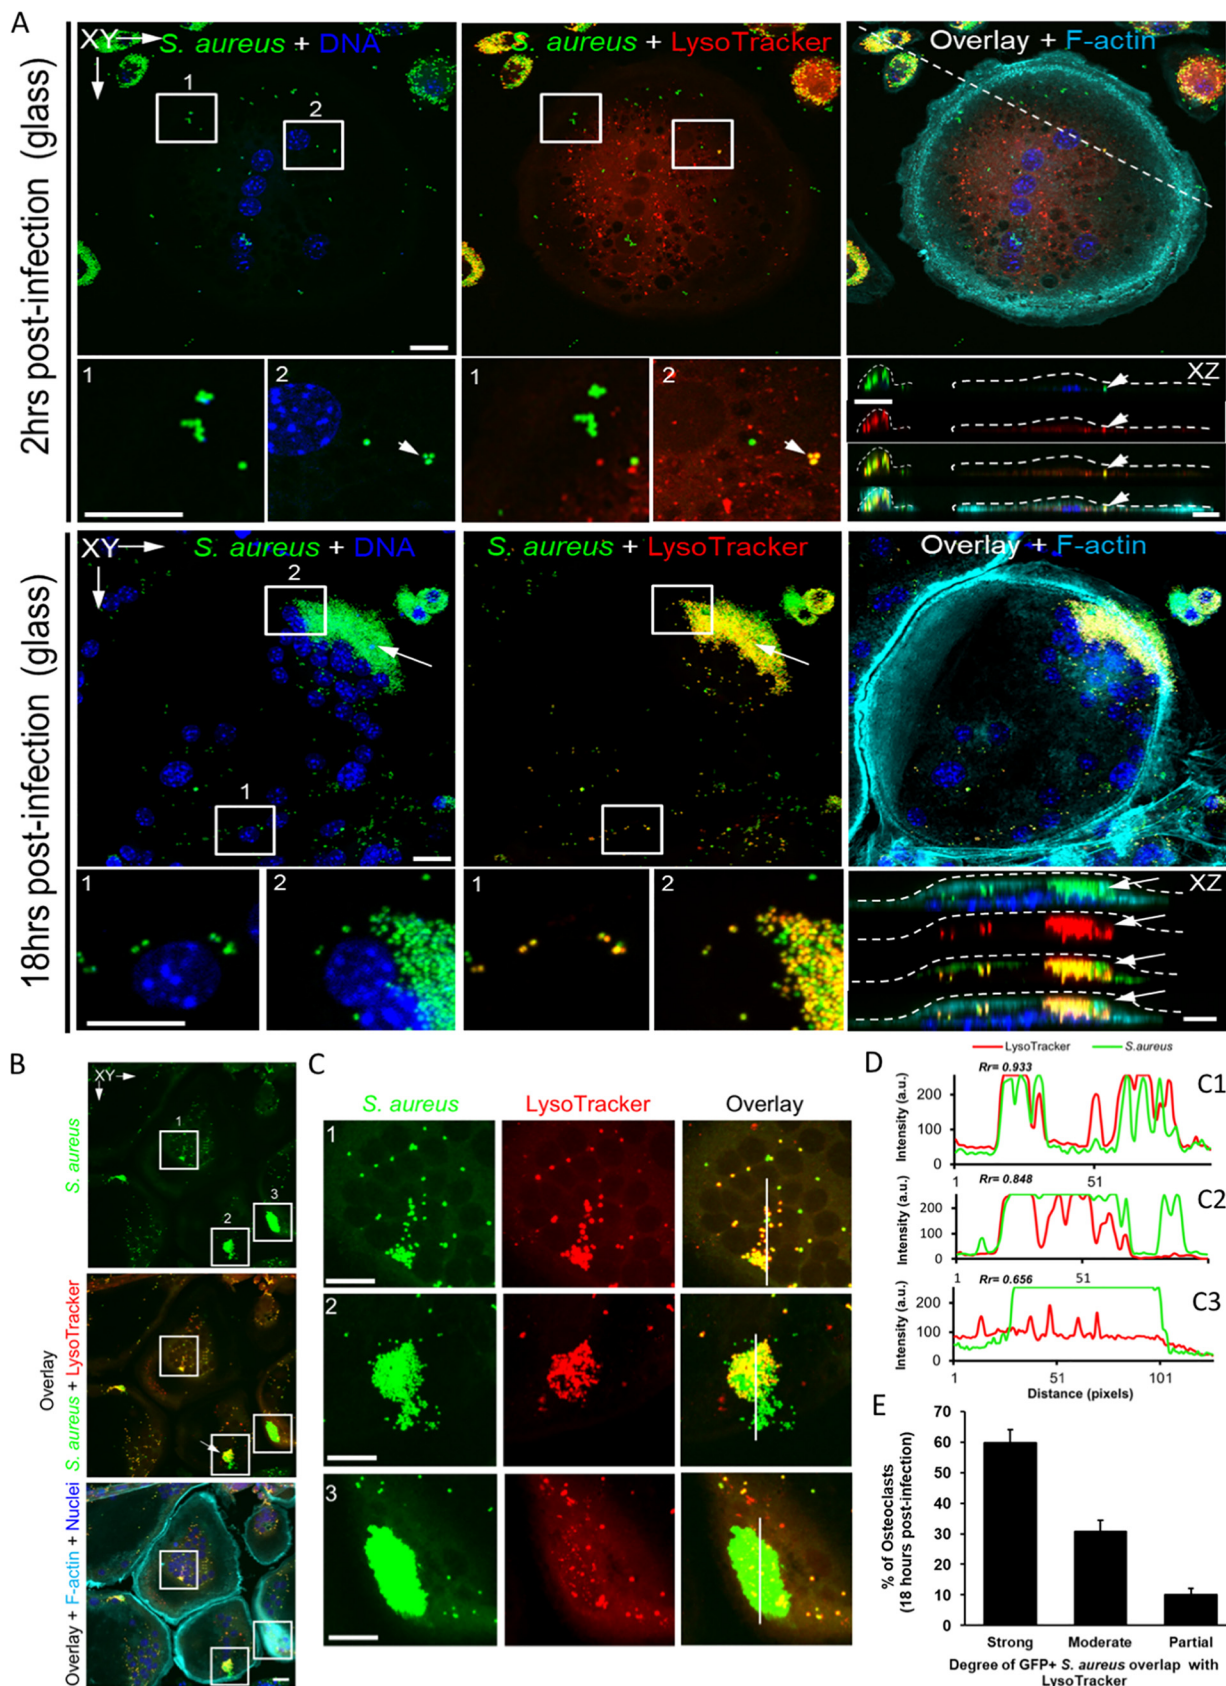 A
2hrs post-infection (glass)
XY
S. aureus + DNA
S. aureus + LysoTracker
Overlay + F-actin
1
2
1
2
1
2
XZ
18hrs post-infection (glass)
XY
S. aureus + DNA
S. aureus + LysoTracker
Overlay + F-actin
2
1
1
2
1
2
XZ
B
XY
S. aureus
1
2
3
Overlay
S. aureus + LysoTracker
Overlay + F-actin + Nuclei
C
S. aureus
LysoTracker
Overlay
1
2
3
D
LysoTracker
S.aureus
Rr= 0.933
C1
Intensity (a.u.)
200
100
0
1
51
Rr= 0.848
C2
Intensity (a.u.)
200
100
0
1
51
Rr= 0.656
C3
Intensity (a.u.)
200
100
0
1
51
101
Distance (pixels)
E
% of Osteoclasts
(18 hours post-infection)
70
60
50
40
30
20
10
0
Strong
Moderate
Partial
Degree of GFP+ S. aureus overlap with
LysoTracker